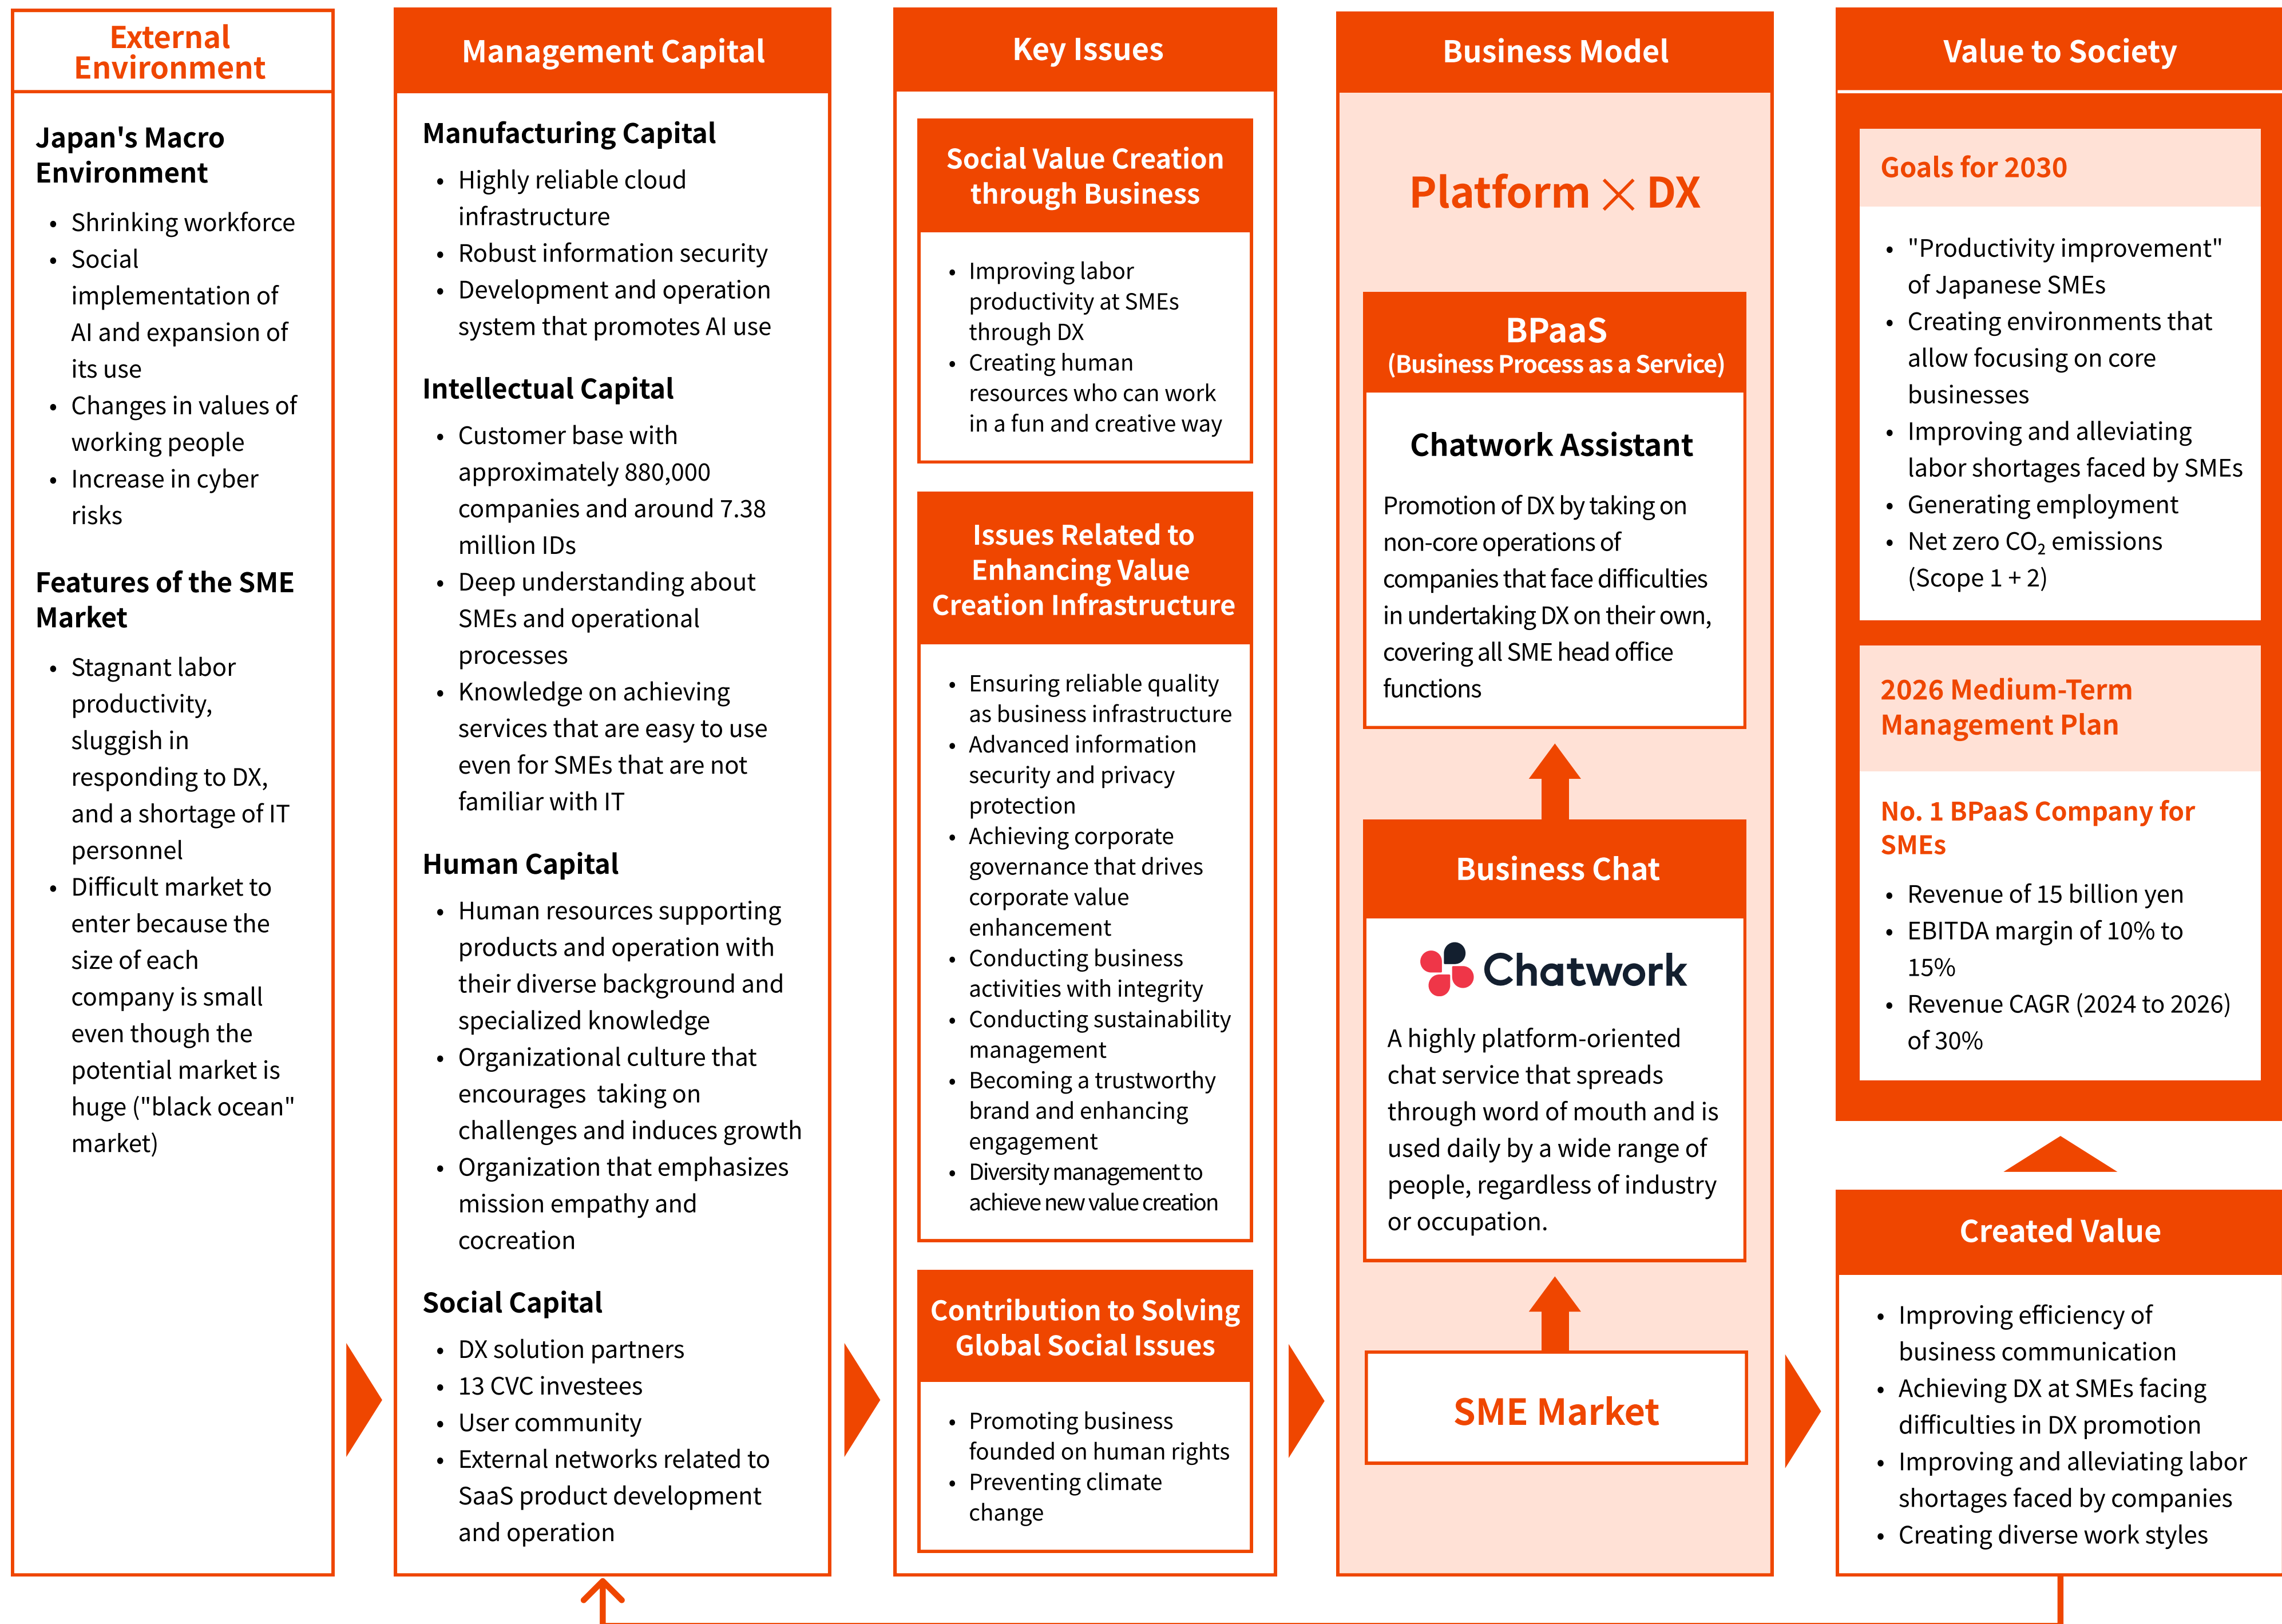 External
Environment
Japan's Macro
Environment
• Shrinking workforce
• Social
implementation of
AI and expansion of
its use
• Changes in values of
working people
• Increase in cyber
risks
Features of the SME
Market
• Stagnant labor
productivity,
sluggish in
responding to DX,
and a shortage of IT
personnel
• Difficult market to
enter because the
size of each
company is small
even though the
potential market is
huge ("black ocean"
market)
Management Capital
Manufacturing Capital
• Highly reliable cloud
infrastructure
• Robust information security
• Development and operation
system that promotes AI use
Intellectual Capital
• Customer base with
approximately 880,000
companies and around 7.38
million IDs
• Deep understanding about
SMEs and operational
processes
• Knowledge on achieving
services that are easy to use
even for SMEs that are not
familiar with IT
Human Capital
• Human resources supporting
products and operation with
their diverse background and
specialized knowledge
• Organizational culture that
encourages taking on
challenges and induces growth
• Organization that emphasizes
mission empathy and
cocreation
Social Capital
• DX solution partners
• 13 CVC investees
• User community
• External networks related to
SaaS product development
and operation
Key Issues
Social Value Creation
through Business
• Improving labor
productivity at SMEs
through DX
• Creating human
resources who can work
in a fun and creative way
Issues Related to
Enhancing Value
Creation Infrastructure
• Ensuring reliable quality
as business infrastructure
• Advanced information
security and privacy
protection
• Achieving corporate
governance that drives
corporate value
enhancement
• Conducting business
activities with integrity
• Conducting sustainability
management
• Becoming a trustworthy
brand and enhancing
engagement
• Diversity management to
achieve new value creation
Contribution to Solving
Global Social Issues
• Promoting business
founded on human rights
• Preventing climate
change
Business Model
Platform × DX
BPaaS
(Business Process as a Service)
Chatwork Assistant
Promotion of DX by taking on
non-core operations of
companies that face difficulties
in undertaking DX on their own,
covering all SME head office
functions
Business Chat
Chatwork
A highly platform-oriented
chat service that spreads
through word of mouth and is
used daily by a wide range of
people, regardless of industry
or occupation.
SME Market
Value to Society
Goals for 2030
• "Productivity improvement"
of Japanese SMEs
• Creating environments that
allow focusing on core
businesses
• Improving and alleviating
labor shortages faced by SMEs
• Generating employment
• Net zero CO₂ emissions
(Scope 1 + 2)
2026 Medium-Term
Management Plan
No. 1 BPaaS Company for
SMEs
• Revenue of 15 billion yen
• EBITDA margin of 10% to
15%
• Revenue CAGR (2024 to 2026)
of 30%
Created Value
• Improving efficiency of
business communication
• Achieving DX at SMEs facing
difficulties in DX promotion
• Improving and alleviating labor
shortages faced by companies
• Creating diverse work styles